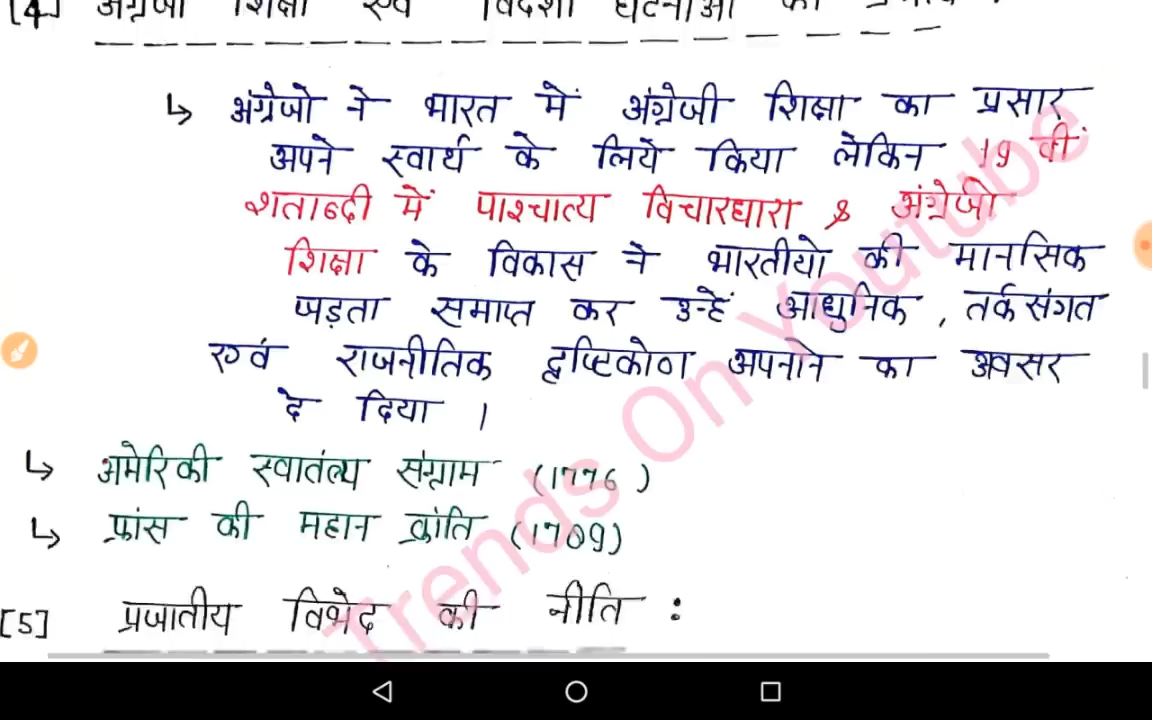 [4] अंग्रेजी शिक्षा एवं विदेशी घटनाओं का प्रभाव :
↳ अंग्रेजो ने भारत में अंग्रेजी शिक्षा का प्रसार
अपने स्वार्थ के लिये किया लेकिन 19 वीं
शताब्दी में पाश्चात्य विचारधारा & अंग्रेजी
शिक्षा के विकास ने भारतीयो की मानसिक
जड़ता समाप्त कर उन्हें आधुनिक , तर्कसंगत
एवं राजनीतिक दृष्टिकोण अपनाने का अवसर
दे दिया ।
↳ अमेरिकी स्वातंत्र्य संग्राम (1776)
↳ फ्रांस की महान क्रांति (1789)
[5] प्रजातीय विभेद की नीति :
Trends On Youtube